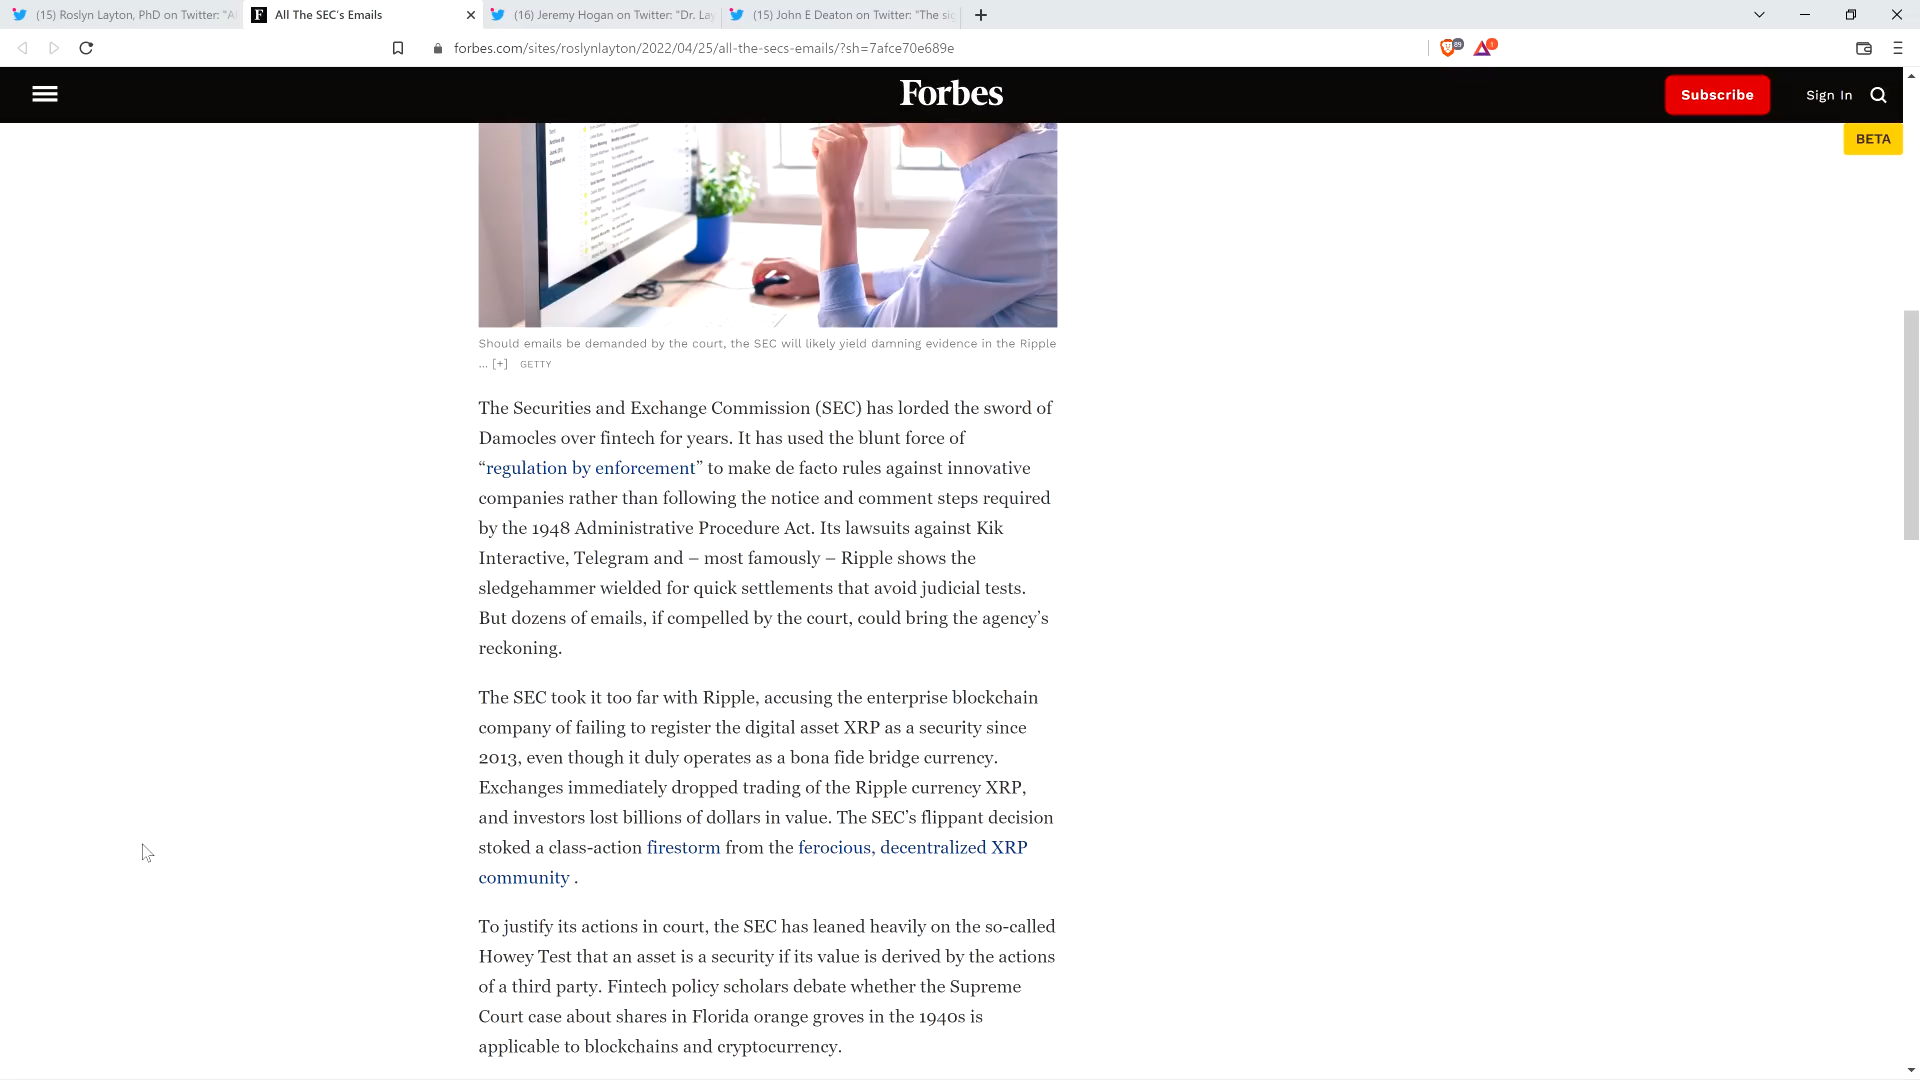 (15) Roslyn Layton, PhD on Twitter: "A
All The SEC's Emails
(16) Jeremy Hogan on Twitter: "Dr. Lay
(15) John E Deaton on Twitter: "The sig
forbes.com/sites/roslynlayton/2022/04/25/all-the-secs-emails/?sh=7afce70e689e
89
1
Forbes
Subscribe
Sign In
BETA
Should emails be demanded by the court, the SEC will likely yield damning evidence in the Ripple
... [+] GETTY
The Securities and Exchange Commission (SEC) has lorded the sword of
Damocles over fintech for years. It has used the blunt force of
“regulation by enforcement” to make de facto rules against innovative
companies rather than following the notice and comment steps required
by the 1948 Administrative Procedure Act. Its lawsuits against Kik
Interactive, Telegram and – most famously – Ripple shows the
sledgehammer wielded for quick settlements that avoid judicial tests.
But dozens of emails, if compelled by the court, could bring the agency’s
reckoning.
The SEC took it too far with Ripple, accusing the enterprise blockchain
company of failing to register the digital asset XRP as a security since
2013, even though it duly operates as a bona fide bridge currency.
Exchanges immediately dropped trading of the Ripple currency XRP,
and investors lost billions of dollars in value. The SEC’s flippant decision
stoked a class-action firestorm from the ferocious, decentralized XRP
community .
To justify its actions in court, the SEC has leaned heavily on the so-called
Howey Test that an asset is a security if its value is derived by the actions
of a third party. Fintech policy scholars debate whether the Supreme
Court case about shares in Florida orange groves in the 1940s is
applicable to blockchains and cryptocurrency.